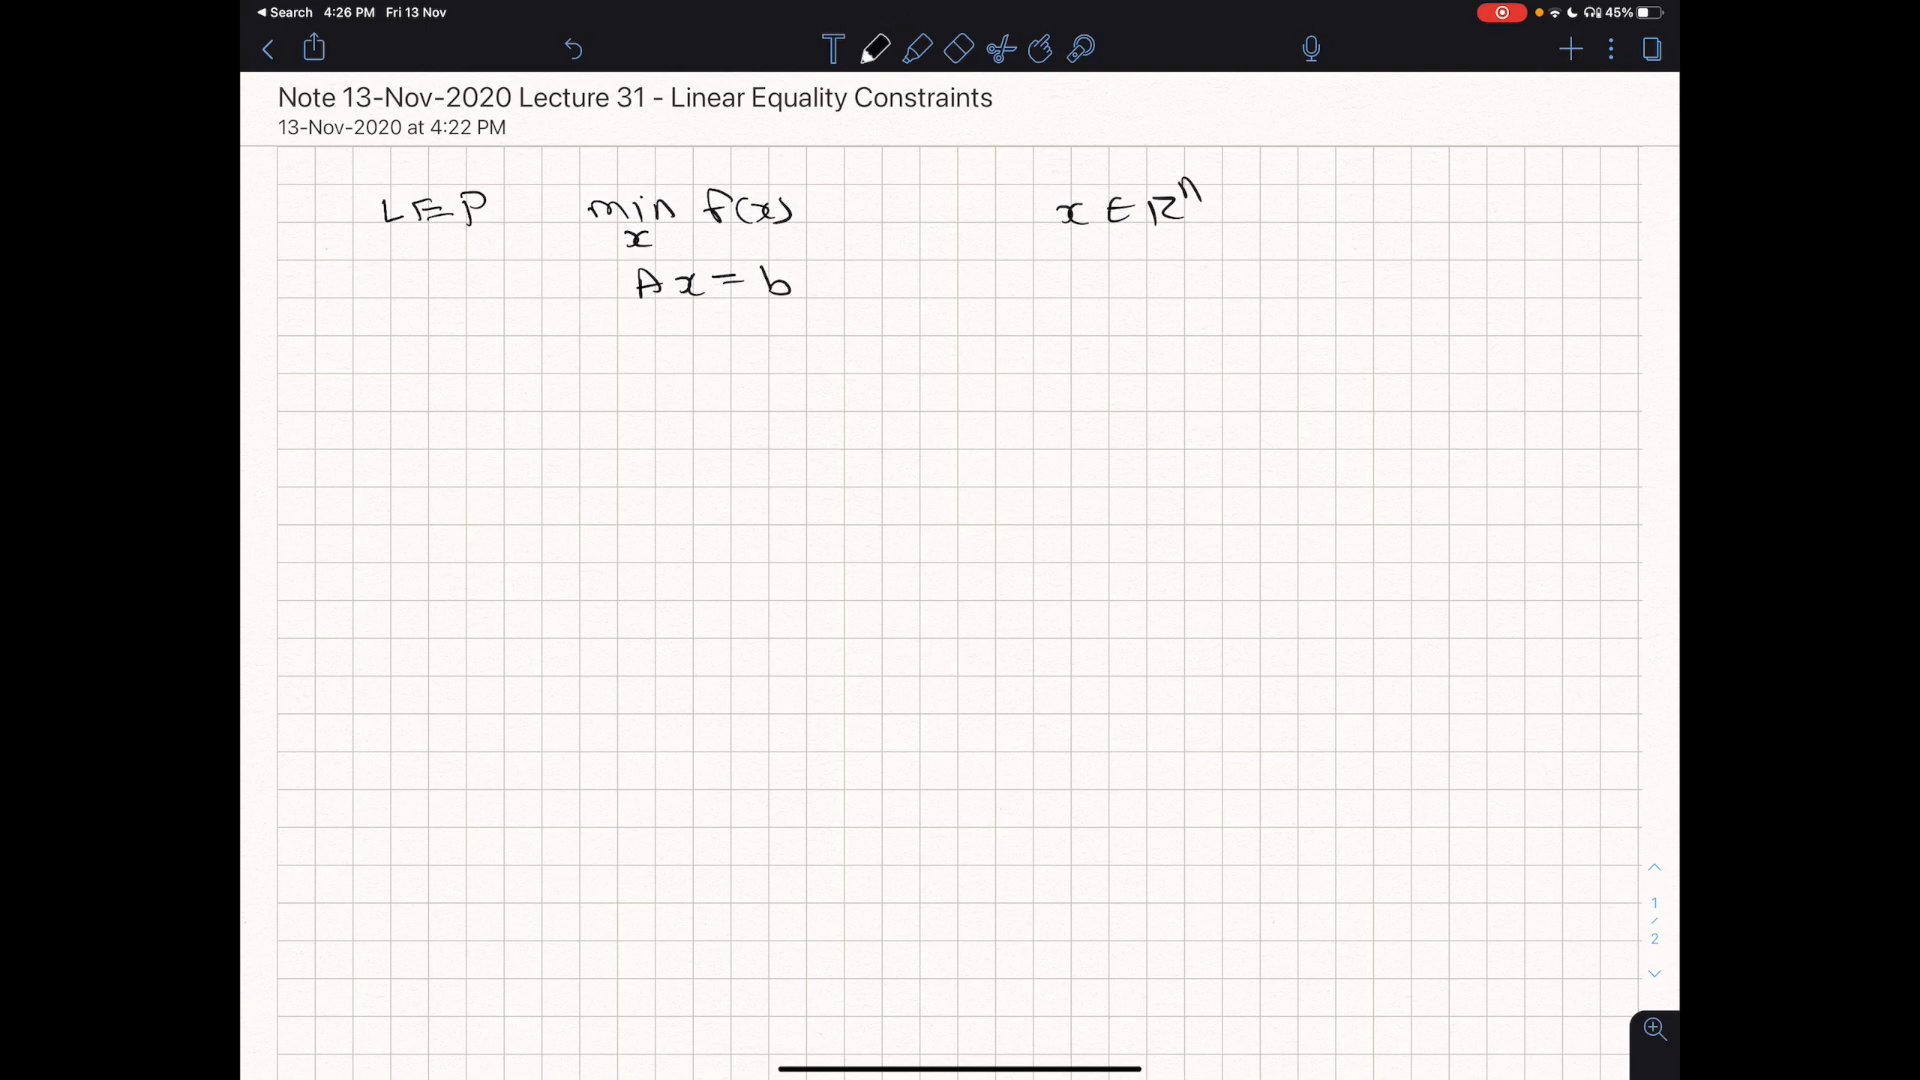 Search 4:26 PM Fri 13 Nov 45%
Note 13-Nov-2020 Lecture 31 - Linear Equality Constraints
13-Nov-2020 at 4:22 PM
LEP min f(x) x ∈ Rⁿ
x
Ax = b
1
/
2